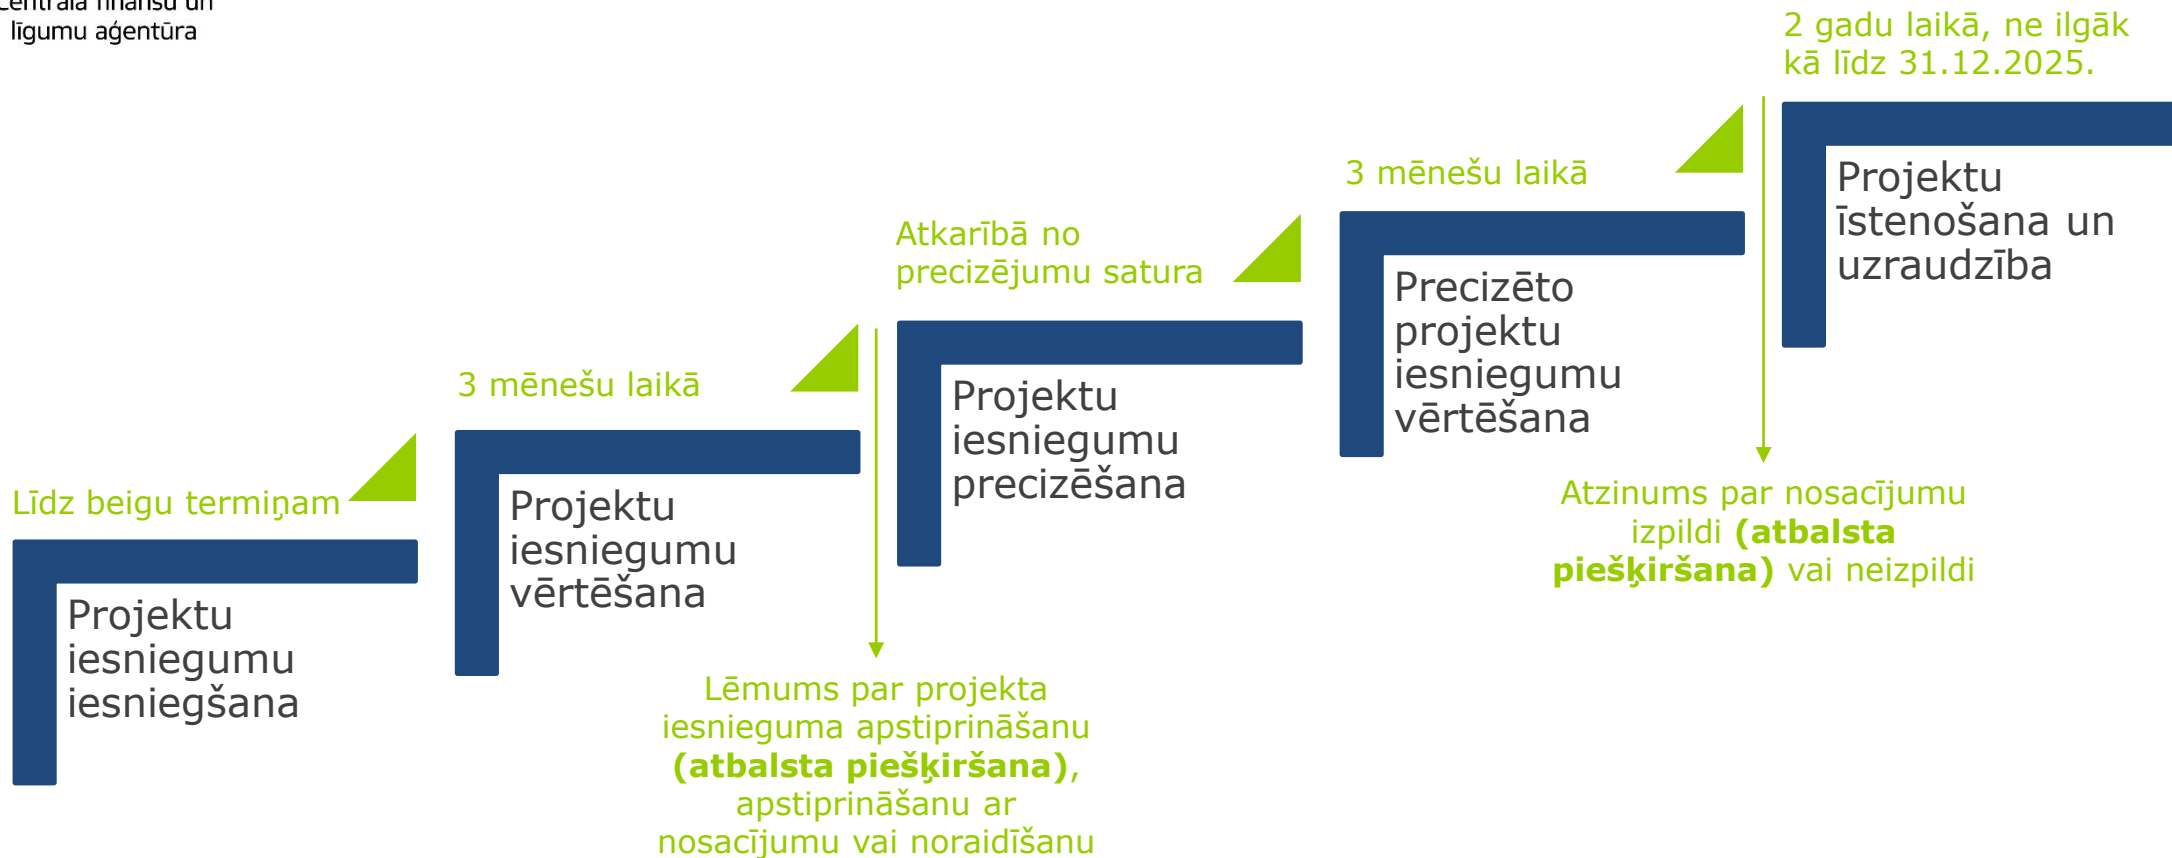 Centrālā finanšu un
līgumu aģentūra
Līdz beigu termiņam
Projektu
iesniegumu
iesniegšana
3 mēnešu laikā
Projektu
iesniegumu
vērtēšana
Lēmums par projekta
iesnieguma apstiprināšanu
(atbalsta piešķiršana),
apstiprināšanu ar
nosacījumu vai noraidīšanu
Atkarībā no
precizējumu satura
Projektu
iesniegumu
precizēšana
3 mēnešu laikā
Precizēto
projektu
iesniegumu
vērtēšana
Atzinums par nosacījumu
izpildi (atbalsta
piešķiršana) vai neizpildi
2 gadu laikā, ne ilgāk
kā līdz 31.12.2025.
Projektu
īstenošana un
uzraudzība